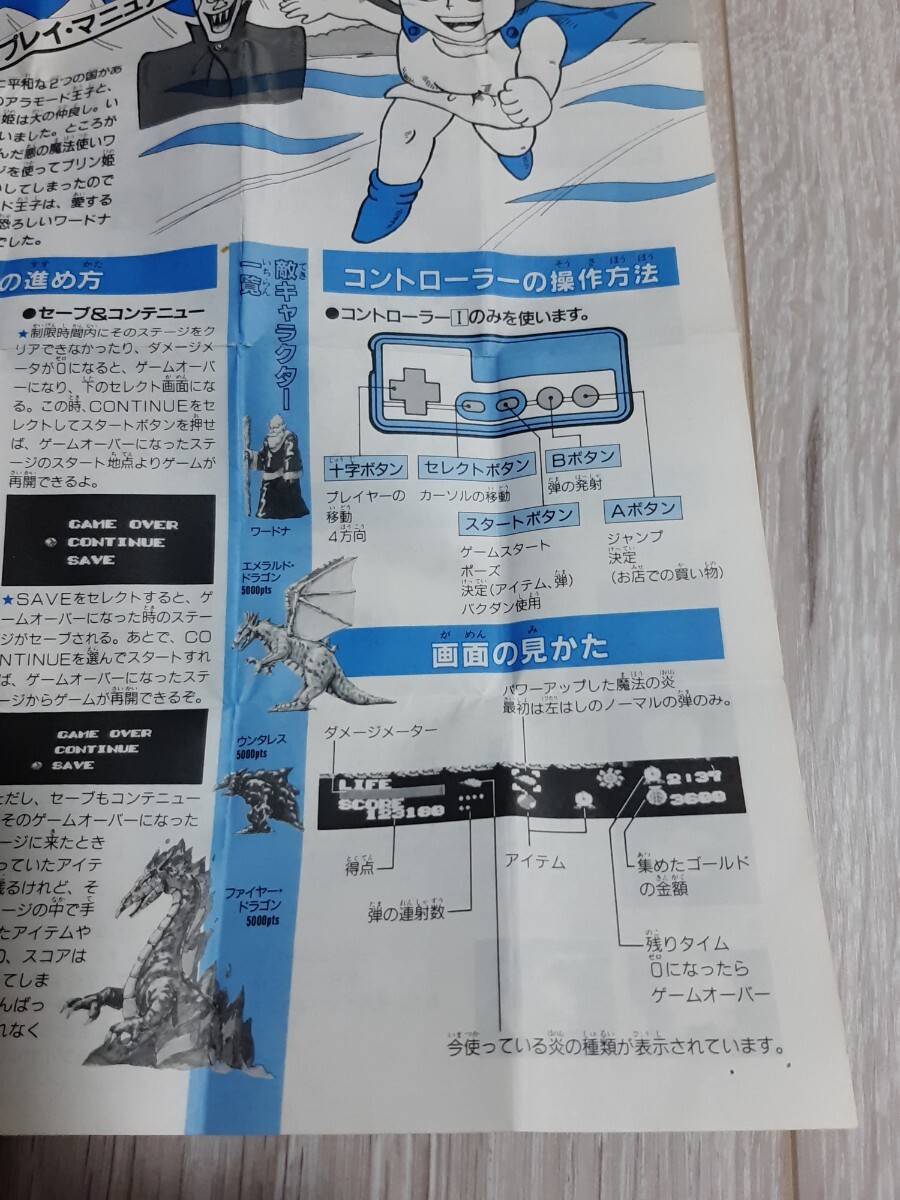 プレイ・マニュア
に平和な2つの国があ
のアラモード王子と、
姫は大の仲良し。い
いました。ところが
んだ悪の魔法使いワ
ジを使ってプリン姫
いしてしまったので
ド王子は、愛する
恐ろしいワードナ
でした。
の進め方
●セーブ&コンテニュー
★制限時間内にそのステージをク
リアできなかったり、ダメージメ
ータが0になると、ゲームオーバ
ーになり、下のセレクト画面にな
る。この時、CONTINUEをセ
レクトしてスタートボタンを押せ
ば、ゲームオーバーになったステ
ージのスタート地点よりゲームが
再開できるよ。
GAME OVER
CONTINUE
SAVE
★SAVEをセレクトすると、ゲ
ームオーバーになった時のステー
ジがセーブされる。あとで、CO
NTINUEを選んでスタートすれ
ば、ゲームオーバーになったステ
ージからゲームが再開できるぞ。
GAME OVER
CONTINUE
SAVE
ただし、セーブもコンテニュー
そのゲームオーバーになった
ージに来たとき
っていたアイテ
残るけれど、そ
ージの中で手
たアイテムや
D、スコアは
てしま
んばっ
れなく
敵キャラクター
一覧
ワードナ
エメラルド・
ドラゴン
5000pts
ウンタレス
5000pts
ファイヤー・
ドラゴン
5000pts
コントローラーの操作方法
●コントローラーⅠのみを使います。
十字ボタン
プレイヤーの
移動
4方向
セレクトボタン
カーソルの移動
Bボタン
弾の発射
スタートボタン
ゲームスタート
ポーズ
決定(アイテム、弾)
バクダン使用
Aボタン
ジャンプ
決定
(お店での買い物)
画面の見かた
パワーアップした魔法の炎
最初は左はしのノーマルの弾のみ。
ダメージメーター
LIFE
SCORE
123160
2:37
3600
得点
弾の連射数
アイテム
集めたゴールド
の金額
残りタイム
0になったら
ゲームオーバー
今使っている炎の種類が表示されています。